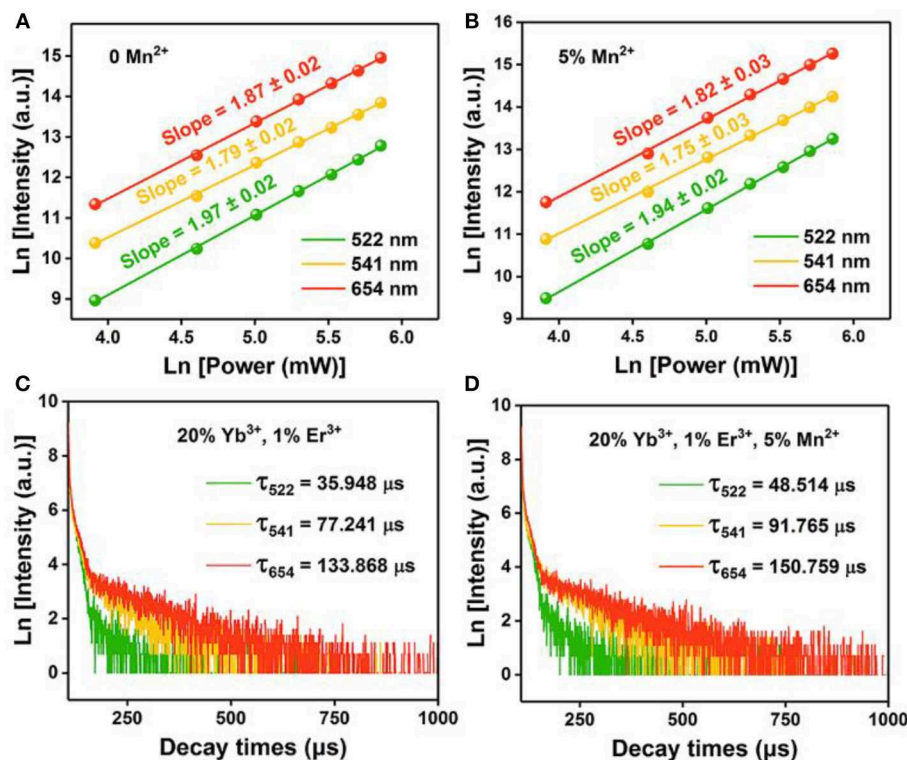 A
0 Mn²⁺
Slope = 1.87 ± 0.02
Slope = 1.79 ± 0.02
Slope = 1.97 ± 0.02
522 nm
541 nm
654 nm
Ln [Intensity (a.u.)]
15
14
13
12
11
10
9
4.0 4.5 5.0 5.5 6.0
Ln [Power (mW)]
B
5% Mn²⁺
Slope = 1.82 ± 0.03
Slope = 1.75 ± 0.03
Slope = 1.94 ± 0.02
522 nm
541 nm
654 nm
Ln [Intensity (a.u.)]
16
15
14
13
12
11
10
9
4.0 4.5 5.0 5.5 6.0
Ln [Power (mW)]
C
20% Yb³⁺, 1% Er³⁺
τ522 = 35.948 μs
τ541 = 77.241 μs
τ654 = 133.868 μs
Ln [Intensity (a.u.)]
10
8
6
4
2
0
250 500 750 1000
Decay times (μs)
D
20% Yb³⁺, 1% Er³⁺, 5% Mn²⁺
τ522 = 48.514 μs
τ541 = 91.765 μs
τ654 = 150.759 μs
Ln [Intensity (a.u.)]
10
8
6
4
2
0
250 500 750 1000
Decay times (μs)